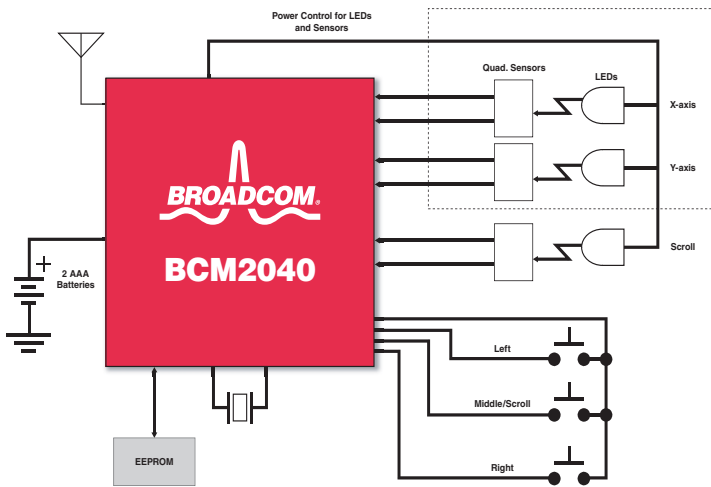 Power Control for LEDs
and Sensors
Quad. Sensors
LEDs
X-axis
Y-axis
BROADCOM®
BCM2040
Scroll
+
2 AAA
Batteries
Left
Middle/Scroll
Right
EEPROM